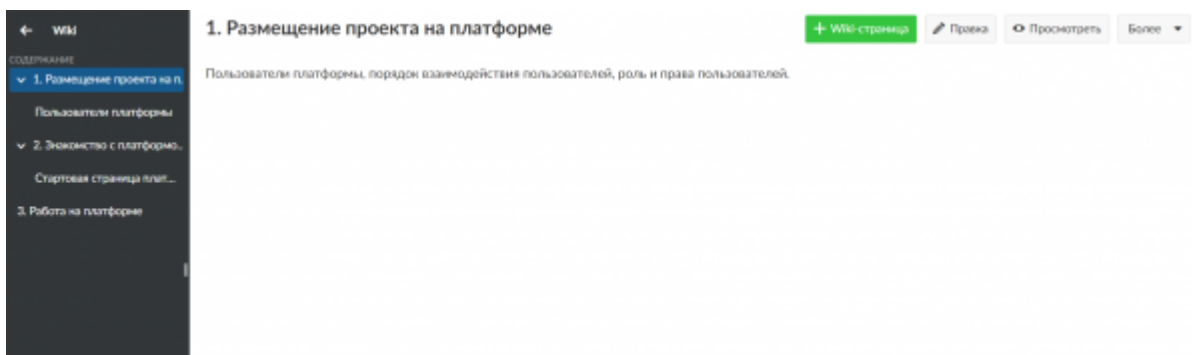 Wiki
1. Размещение проекта на платформе
+ Wiki-страница
Правка
Просмотреть
Более
СОДЕРЖАНИЕ
1. Размещение проекта на п.
Пользователи платформы, порядок взаимодействия пользователей, роль и права пользователей.
Пользователи платформы
2. Знакомство с платформо...
Стартовая страница плат...
3. Работа на платформе